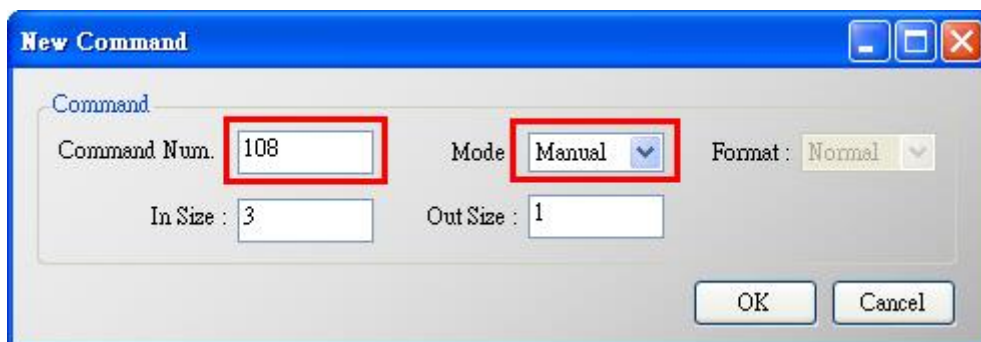 New Command
Command
Command Num. 108 Mode Manual Format : Normal
In Size : 3 Out Size : 1
OK Cancel